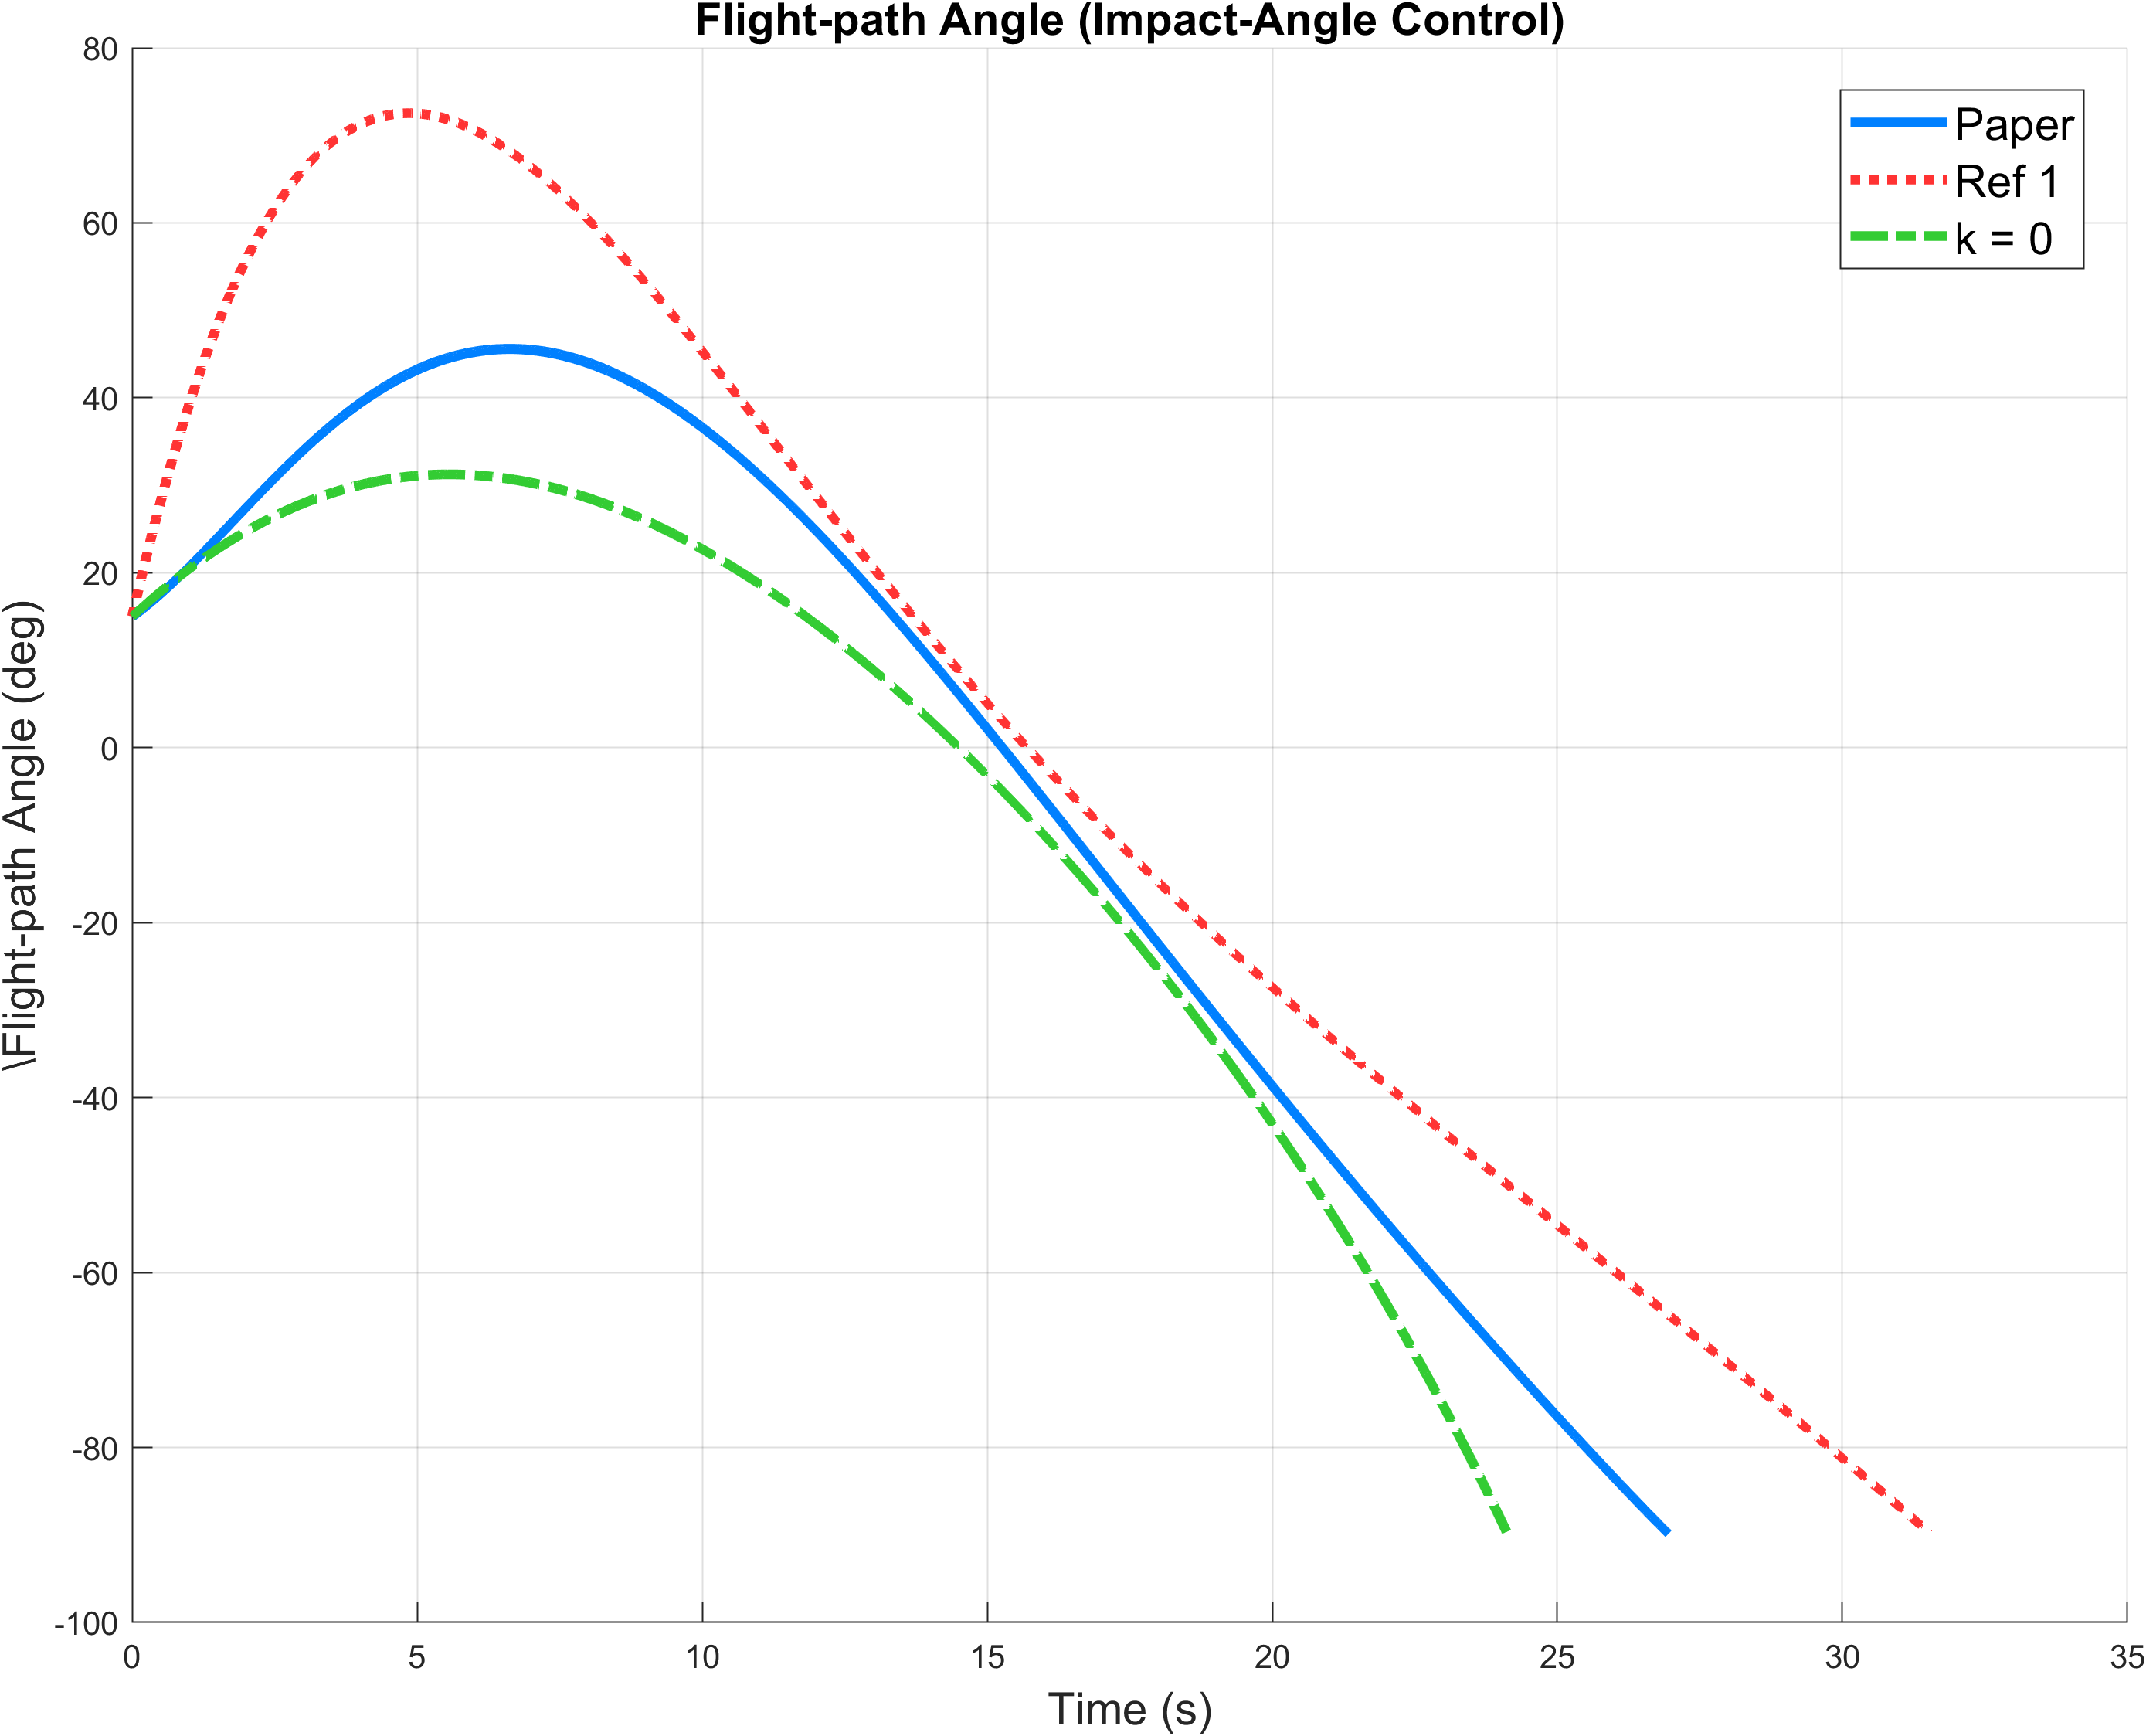 Flight-path Angle (Impact-Angle Control)
80
60
40
20
0
-20
-40
-60
-80
-100
\Flight-path Angle (deg)
Paper
Ref 1
k = 0
0 5 10 15 20 25 30 35
Time (s)